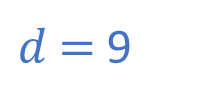 d = 9